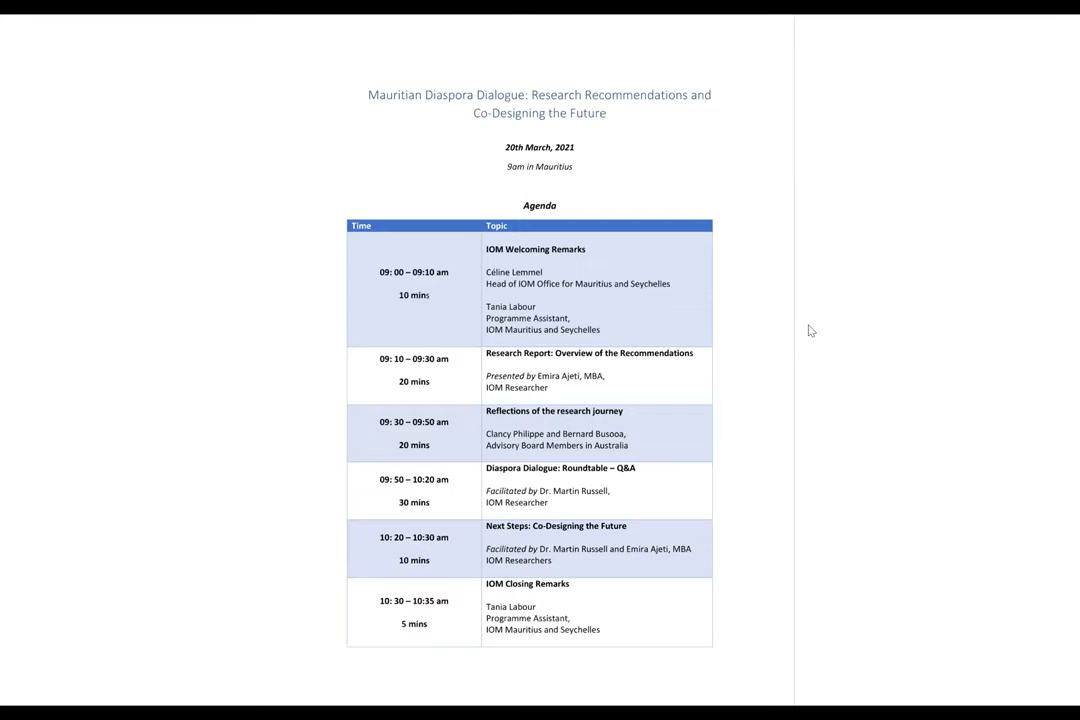 Mauritian Diaspora Dialogue: Research Recommendations and
Co-Designing the Future
20th March, 2021
9am in Mauritius
Agenda
Time
Topic
09: 00 – 09:10 am
10 mins
IOM Welcoming Remarks
Céline Lemmel
Head of IOM Office for Mauritius and Seychelles
Tania Labour
Programme Assistant,
IOM Mauritius and Seychelles
09: 10 – 09:30 am
20 mins
Research Report: Overview of the Recommendations
Presented by Emira Ajeti, MBA,
IOM Researcher
09: 30 – 09:50 am
20 mins
Reflections of the research journey
Clancy Philippe and Bernard Busooa,
Advisory Board Members in Australia
09: 50 – 10:20 am
30 mins
Diaspora Dialogue: Roundtable – Q&A
Facilitated by Dr. Martin Russell,
IOM Researcher
10: 20 – 10:30 am
10 mins
Next Steps: Co-Designing the Future
Facilitated by Dr. Martin Russell and Emira Ajeti, MBA
IOM Researchers
10: 30 – 10:35 am
5 mins
IOM Closing Remarks
Tania Labour
Programme Assistant,
IOM Mauritius and Seychelles